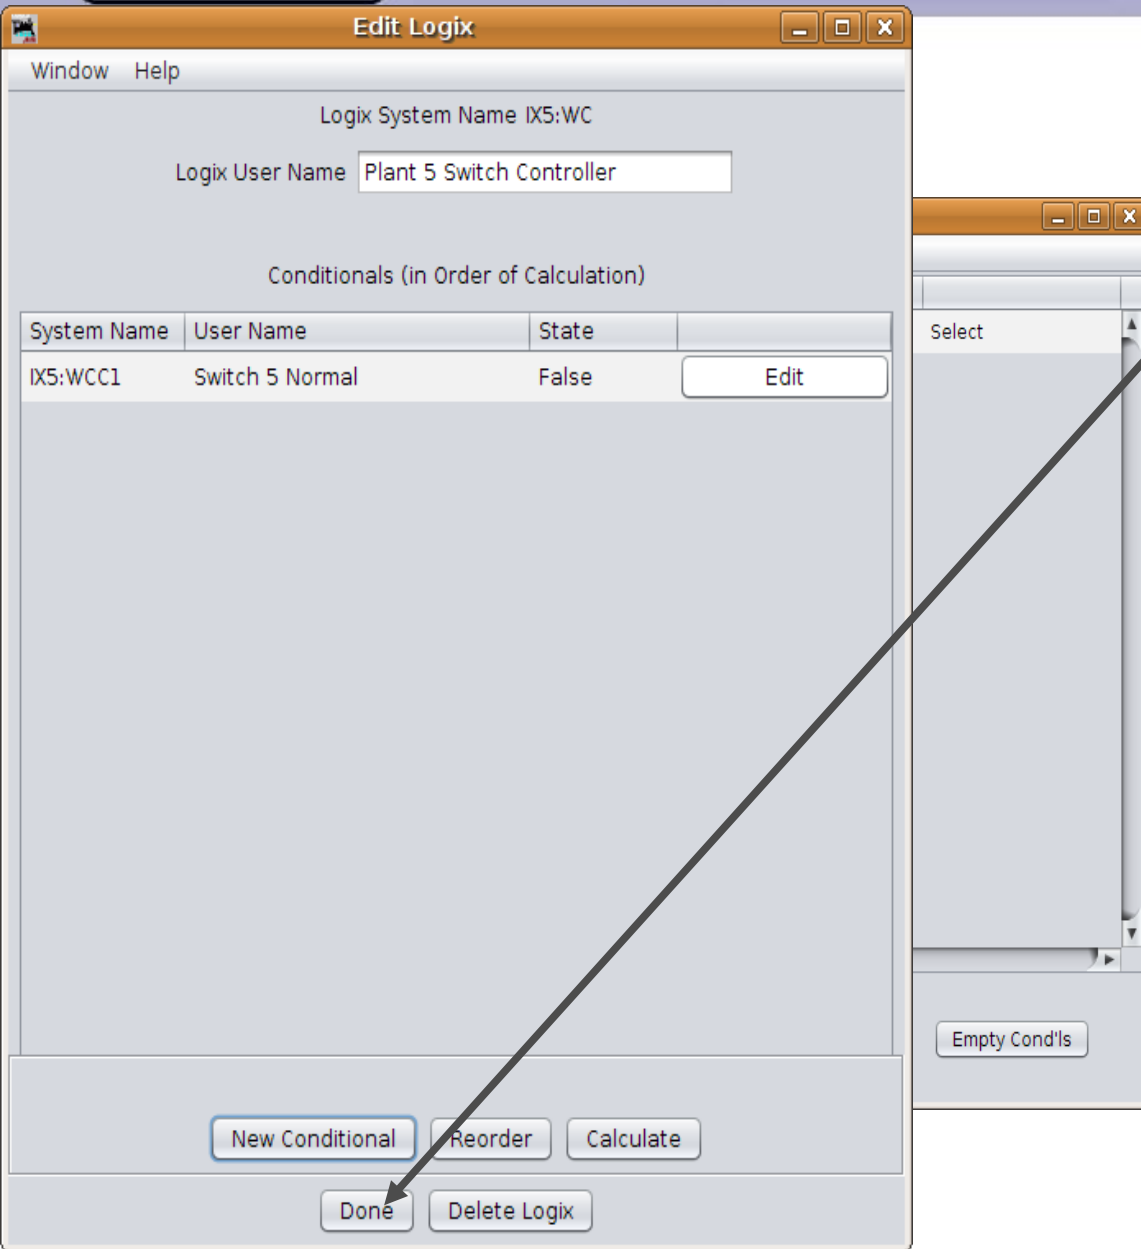 Edit Logix
Window Help
Logix System Name IX5:WC
Logix User Name Plant 5 Switch Controller
Conditionals (in Order of Calculation)
System Name User Name State
IX5:WCC1 Switch 5 Normal False Edit
Select
Empty Cond'ls
New Conditional Reorder Calculate
Done Delete Logix